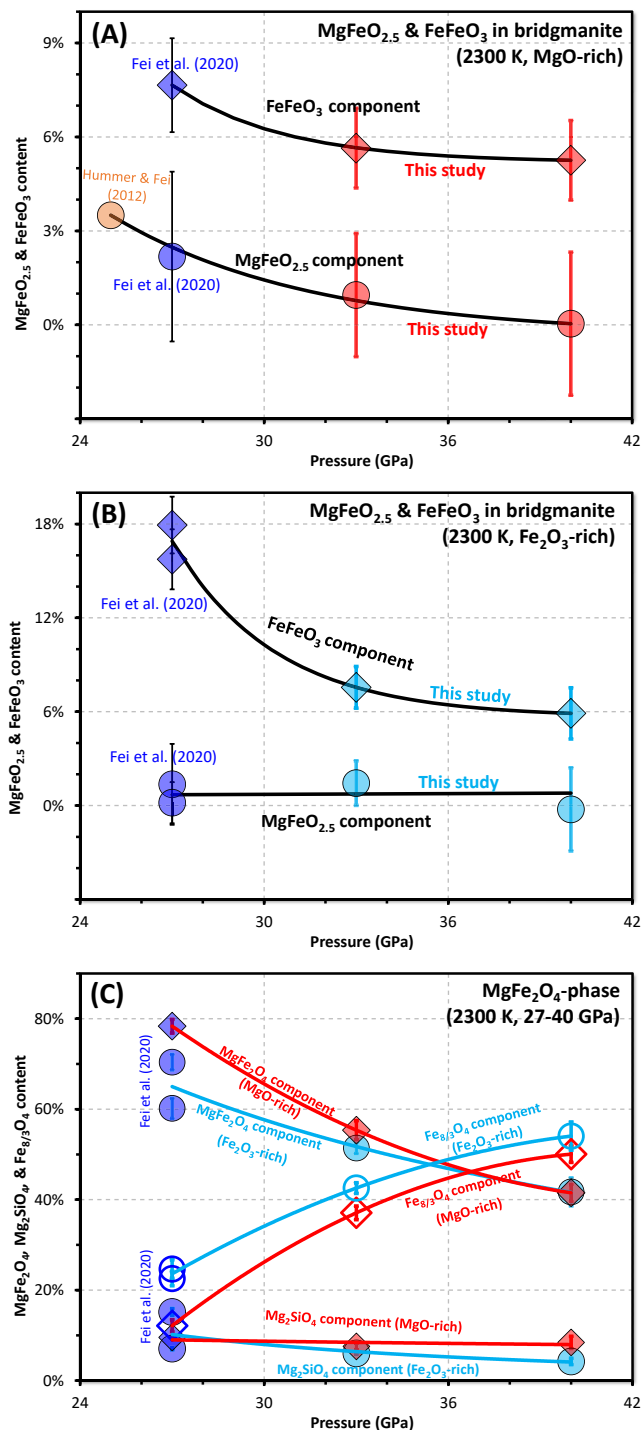 (A)
MgFeO2.5 & FeFeO3 in bridgmanite
(2300 K, MgO-rich)
9%
6%
3%
0%
MgFeO2.5 & FeFeO3 content
Fei et al. (2020)
FeFeO3 component
This study
Hummer & Fei
(2012)
MgFeO2.5 component
Fei et al. (2020)
This study
24
30
36
42
Pressure (GPa)
(B)
MgFeO2.5 & FeFeO3 in bridgmanite
(2300 K, Fe2O3-rich)
18%
12%
6%
0%
MgFeO2.5 & FeFeO3 content
Fei et al. (2020)
FeFeO3 component
This study
Fei et al. (2020)
This study
MgFeO2.5 component
24
30
36
42
Pressure (GPa)
(C)
MgFe2O4-phase
(2300 K, 27-40 GPa)
80%
60%
40%
20%
0%
MgFe2O4, Mg2SiO4, & Fe8/3O4 content
Fei et al. (2020)
MgFe2O4 component
(MgO-rich)
MgFe2O4 component
(Fe2O3-rich)
Fe8/3O4 component
(Fe2O3-rich)
Fe8/3O4 component
(MgO-rich)
Fei et al. (2020)
Mg2SiO4 component (MgO-rich)
Mg2SiO4 component (Fe2O3-rich)
24
30
36
42
Pressure (GPa)